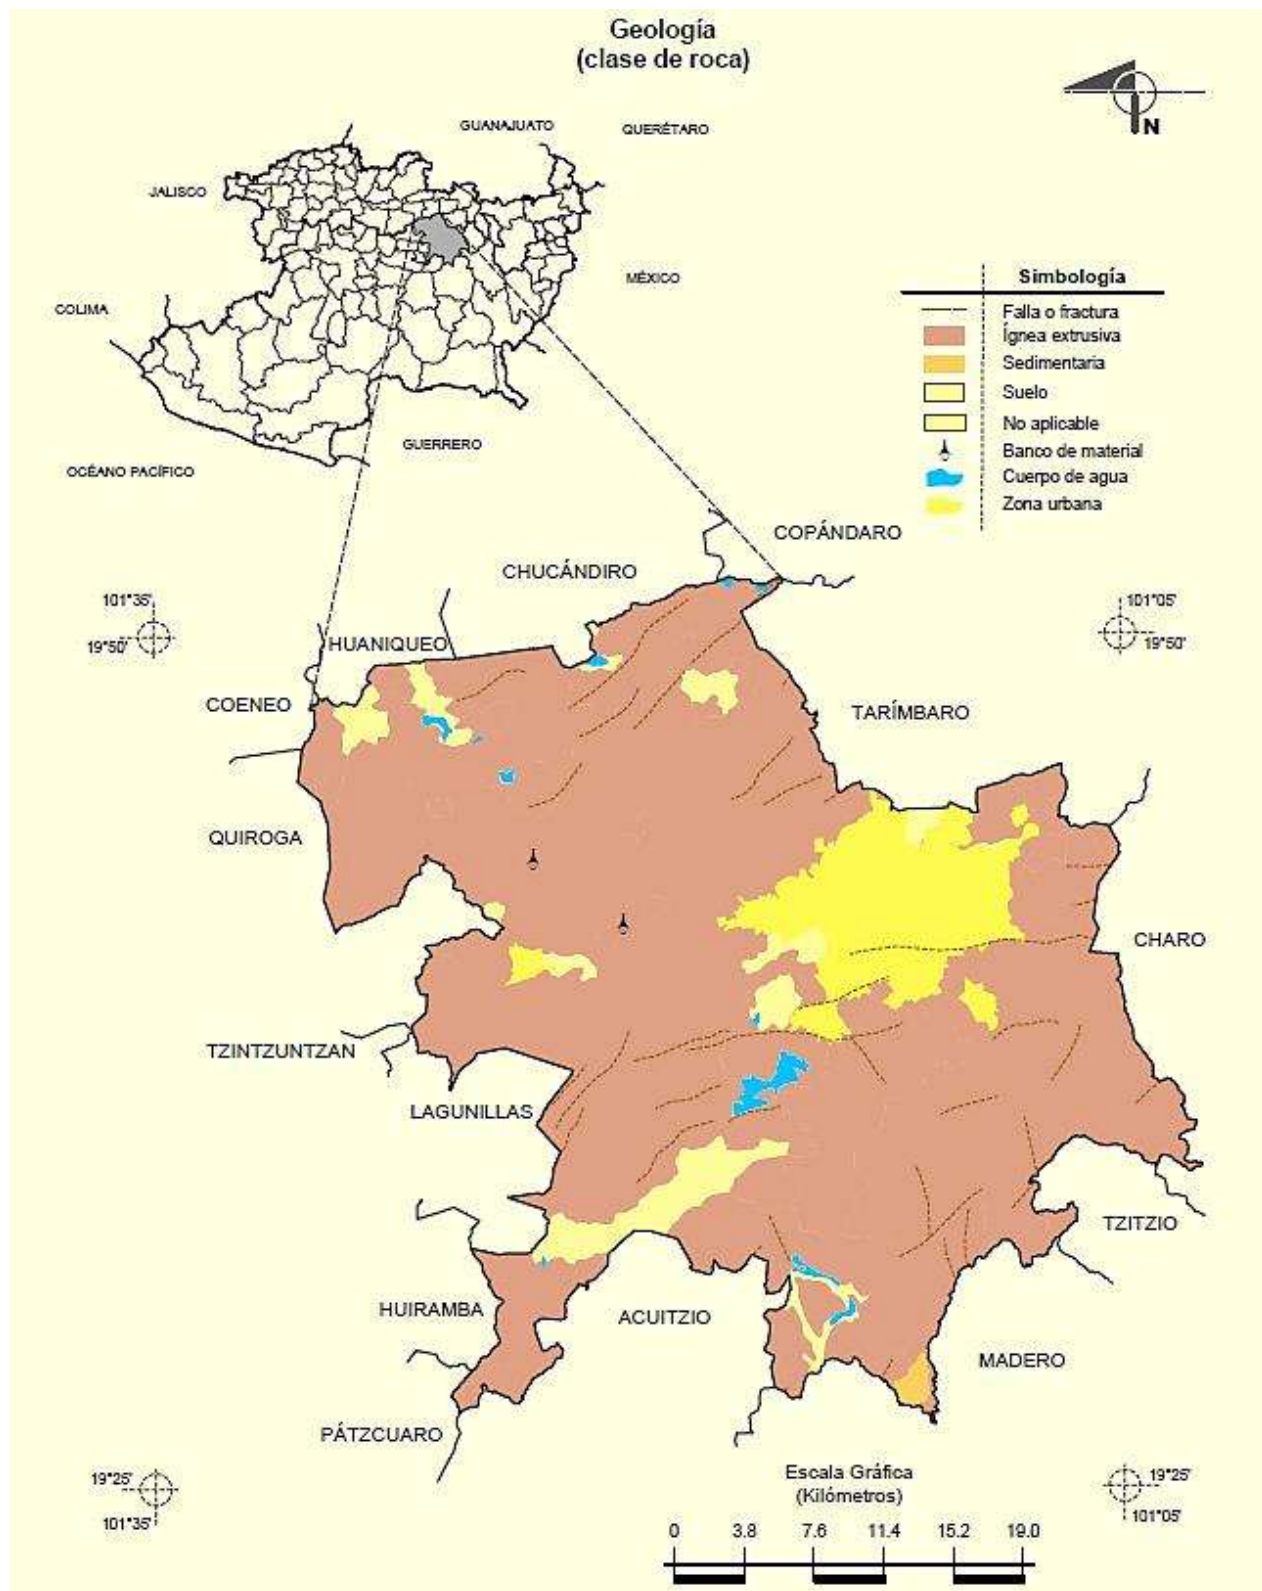 Geología
(clase de roca)
GUANAJUATO
QUERÉTARO
N
JALISCO
MÉXICO
COLIMA
Simbología
Falla o fractura
Ígnea extrusiva
Sedimentaria
Suelo
No aplicable
Banco de material
Cuerpo de agua
Zona urbana
GUERRERO
OCÉANO PACÍFICO
COPÁNDARO
CHUCÁNDIRO
101°35'
19°50'
101°05'
19°50'
HUANIQUEO
COENEO
TARÍMBARO
QUIROGA
CHARO
TZINTZUNTZAN
LAGUNILLAS
TZITZIO
HUIRAMBA
ACUITZIO
MADERO
PÁTZCUARO
19°25'
101°35'
Escala Gráfica
(Kilómetros)
0 3.8 7.6 11.4 15.2 19.0
19°25'
101°05'